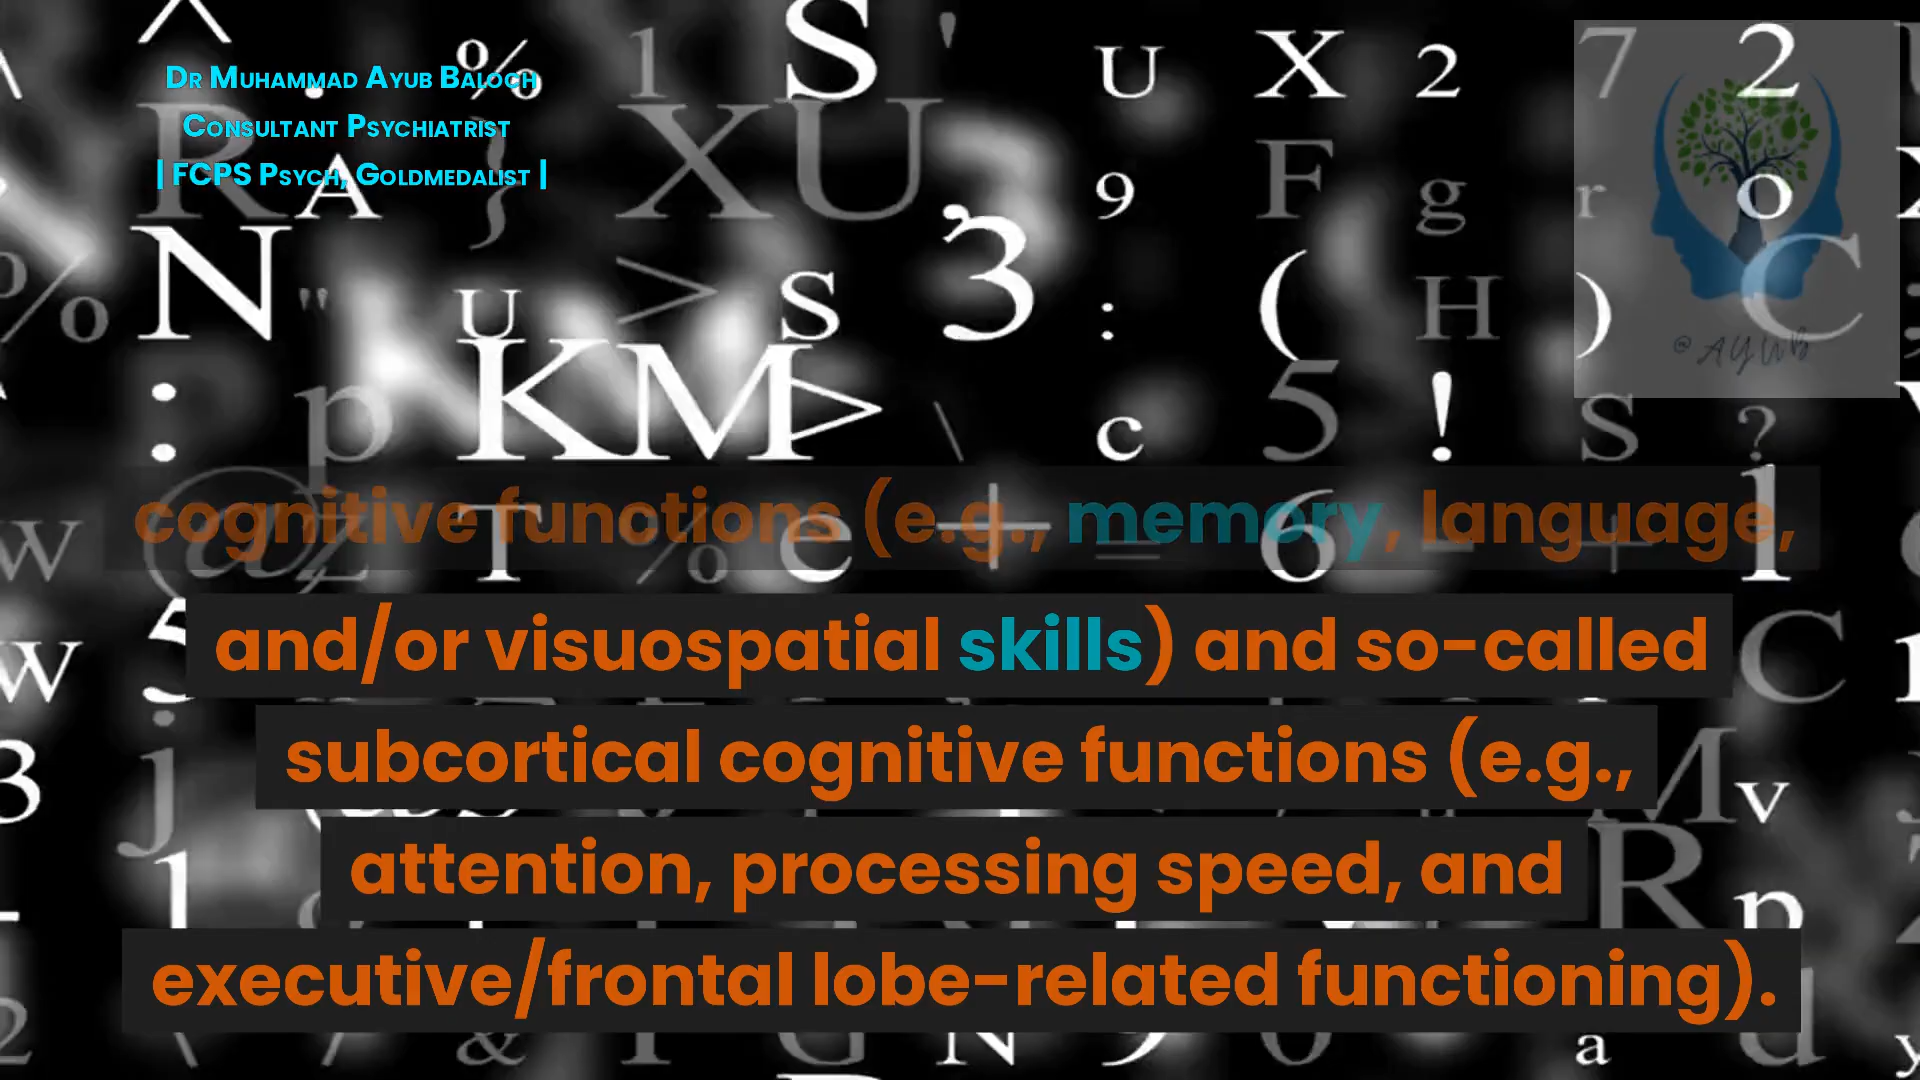 Dr Muhammad Ayub Baloch
Consultant Psychiatrist
| FCPS Psych, Goldmedalist |
@AYUB
cognitive functions (e.g., memory, language,
and/or visuospatial skills) and so-called
subcortical cognitive functions (e.g.,
attention, processing speed, and
executive/frontal lobe-related functioning).